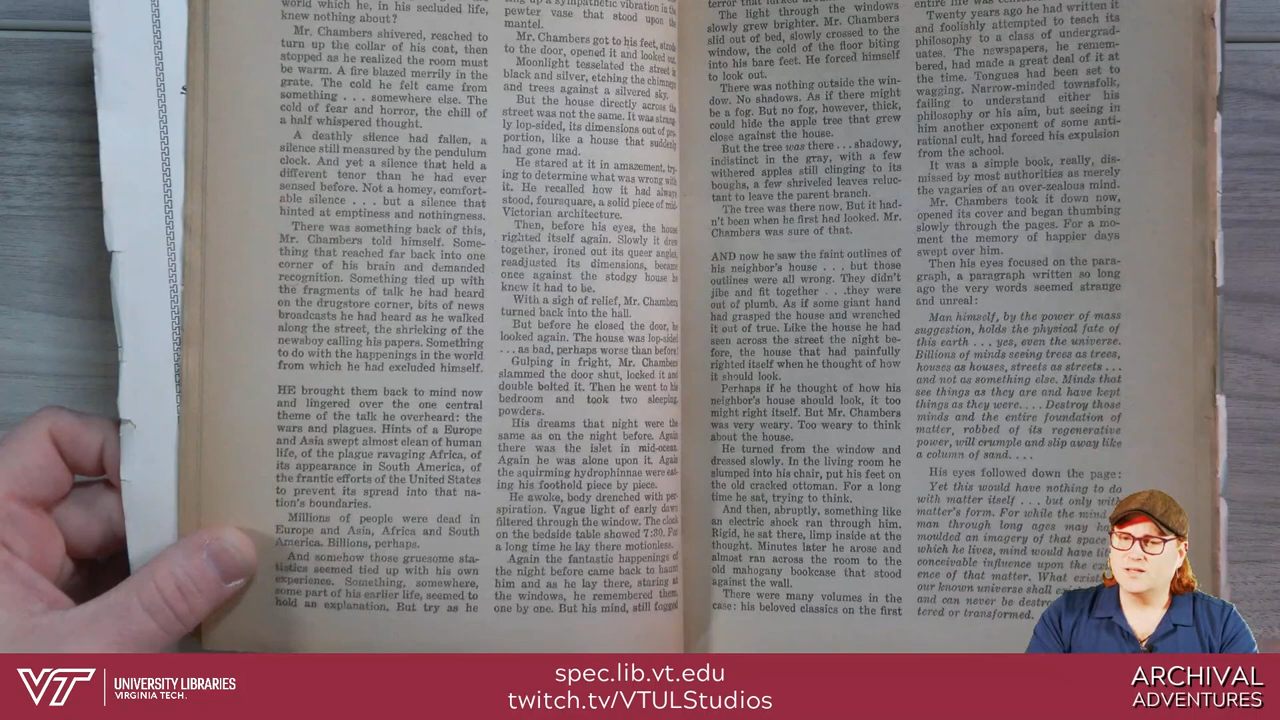 world which he, in his secluded life,
knew nothing about?
Mr. Chambers shivered, reached to
turn up the collar of his coat, then
stopped as he realized the room must
be warm. A fire blazed merrily in the
grate. The cold he felt came from
something . . . somewhere else. The
cold of fear and horror, the chill of
a half whispered thought.
A deathly silence had fallen, a
silence still measured by the pendulum
clock. And yet a silence that held a
different tenor than he had ever
sensed before. Not a homey, comfort-
able silence . . . but a silence that
hinted at emptiness and nothingness.
There was something back of this,
Mr. Chambers told himself. Some-
thing that reached far back into one
corner of his brain and demanded
recognition. Something tied up with
the fragments of talk he had heard
on the drugstore corner, bits of news
broadcasts he had heard as he walked
along the street, the shrieking of the
newsboy calling his papers. Something
to do with the happenings in the world
from which he had excluded himself.
HE brought them back to mind now
and lingered over the one central
theme of the talk he overheard: the
wars and plagues. Hints of a Europe
and Asia swept almost clean of human
life, of the plague ravaging Africa, of
its appearance in South America, of
the frantic efforts of the United States
to prevent its spread into that na-
tion's boundaries.
Millions of people were dead in
Europe and Asia, Africa and South
America. Billions, perhaps.
And somehow those gruesome sta-
tistics seemed tied up with his own
experience. Something, somewhere,
some part of his earlier life, seemed to
hold an explanation. But try as he
up a sympathetic vibration in the
pewter vase that stood upon the
mantel.
Mr. Chambers got to his feet, strode
to the door, opened it and looked out.
Moonlight tesselated the street in
black and silver, etching the chimneys
and trees against a silvered sky.
But the house directly across the
street was not the same. It was strange-
ly lop-sided, its dimensions out of pro-
portion, like a house that suddenly
had gone mad.
He stared at it in amazement, try-
ing to determine what was wrong with
it. He recalled how it had always
stood, foursquare, a solid piece of mid-
Victorian architecture.
Then, before his eyes, the house
righted itself again. Slowly it drew
together, ironed out its queer angles,
readjusted its dimensions, became
once against the stodgy house he
knew it had to be.
With a sigh of relief, Mr. Chambers
turned back into the hall.
But before he closed the door, he
looked again. The house was lop-sided
. . . as bad, perhaps worse than before!
Gulping in fright, Mr. Chambers
slammed the door shut, locked it and
double bolted it. Then he went to his
bedroom and took two sleeping
powders.
His dreams that night were the
same as on the night before. Again
there was the islet in mid-ocean.
Again he was alone upon it. Again
the squirming hydrophinnae were eat-
ing his foothold piece by piece.
He awoke, body drenched with per-
spiration. Vague light of early dawn
filtered through the window. The clock
on the bedside table showed 7:30. For
a long time he lay there motionless.
Again the fantastic happenings of
the night before came back to haunt
him and as he lay there, staring at
the windows, he remembered them,
one by one. But his mind, still fogged
The light through the windows
slowly grew brighter. Mr. Chambers
slid out of bed, slowly crossed to the
window, the cold of the floor biting
into his bare feet. He forced himself
to look out.
There was nothing outside the win-
dow. No shadows. As if there might
be a fog. But no fog, however, thick,
could hide the apple tree that grew
close against the house.
But the tree was there . . . shadowy,
indistinct in the gray, with a few
withered apples still clinging to its
boughs, a few shriveled leaves reluc-
tant to leave the parent branch.
The tree was there now. But it had-
n't been when he first had looked. Mr.
Chambers was sure of that.
AND now he saw the faint outlines of
his neighbor's house . . . but those
outlines were all wrong. They didn't
jibe and fit together . . .they were
out of plumb. As if some giant hand
had grasped the house and wrenched
it out of true. Like the house he had
seen across the street the night be-
fore, the house that had painfully
righted itself when he thought of how
it should look.
Perhaps if he thought of how his
neighbor's house should look, it too
might right itself. But Mr. Chambers
was very weary. Too weary to think
about the house.
He turned from the window and
dressed slowly. In the living room he
slumped into his chair, put his feet on
the old cracked ottoman. For a long
time he sat, trying to think.
And then, abruptly, something like
an electric shock ran through him.
Rigid, he sat there, limp inside at the
thought. Minutes later he arose and
almost ran across the room to the
old mahogany bookcase that stood
against the wall.
There were many volumes in the
case: his beloved classics on the first
Twenty years ago he had written it
and foolishly attempted to teach its
philosophy to a class of undergrad-
uates. The newspapers, he remem-
bered, had made a great deal of it at
the time. Tongues had been set to
wagging. Narrow-minded townsfolk,
failing to understand either his
philosophy or his aim, but seeing in
him another exponent of some anti-
rational cult, had forced his expulsion
from the school.
It was a simple book, really, dis-
missed by most authorities as merely
the vagaries of an over-zealous mind.
Mr. Chambers took it down now,
opened its cover and began thumbing
slowly through the pages. For a mo-
ment the memory of happier days
swept over him.
Then his eyes focused on the para-
graph, a paragraph written so long
ago the very words seemed strange
and unreal:
Man himself, by the power of mass
suggestion, holds the physical fate of
this earth . . . yes, even the universe.
Billions of minds seeing trees as trees,
houses as houses, streets as streets . . .
and not as something else. Minds that
see things as they are and have kept
things as they were. . . . Destroy those
minds and the entire foundation of
matter, robbed of its regenerative
power, will crumple and slip away like
a column of sand. . . .
His eyes followed down the page:
Yet this would have nothing to do
with matter itself . . . but only with
matter's form. For while the mind
man through long ages may
moulded an imagery of that space
which he lives, mind would have
conceivable influence upon the
ence of that matter. What
our known universe shall
and can never be
tered or transformed.
VT UNIVERSITY LIBRARIES
VIRGINIA TECH.
spec.lib.vt.edu
twitch.tv/VTULStudios
ARCHIVAL
ADVENTURES